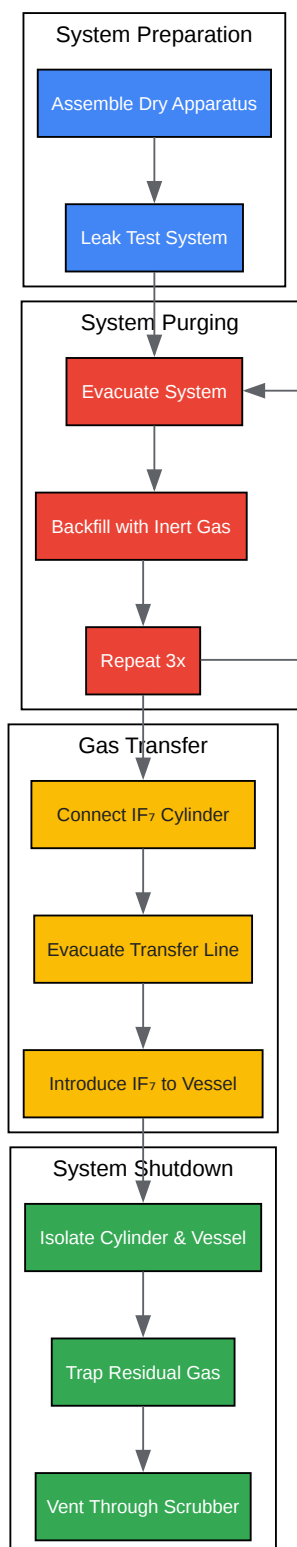 System Preparation
Assemble Dry Apparatus
Leak Test System
System Purging
Evacuate System
Backfill with Inert Gas
Repeat 3x
Gas Transfer
Connect IF₇ Cylinder
Evacuate Transfer Line
Introduce IF₇ to Vessel
System Shutdown
Isolate Cylinder & Vessel
Trap Residual Gas
Vent Through Scrubber